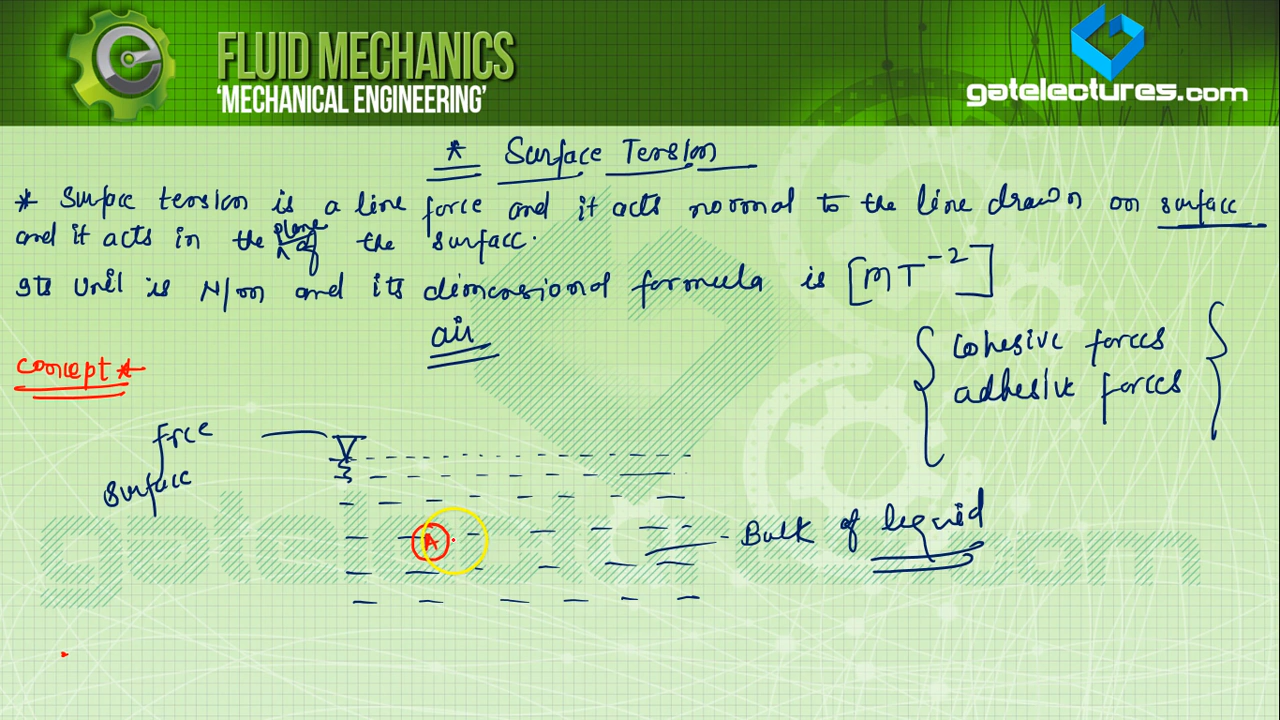 FLUID MECHANICS
'MECHANICAL ENGINEERING'
gatelectures.com
* Surface Tension
* Surface tension is a line force and it acts normal to the line drawn on surface
and it acts in the plane of the surface.
Its Unit is N/m and its dimensional formula is [MT⁻²]
air
concept *
cohesive forces
adhesive forces
free
surface
A
Bulk of liquid
gatelectures.com